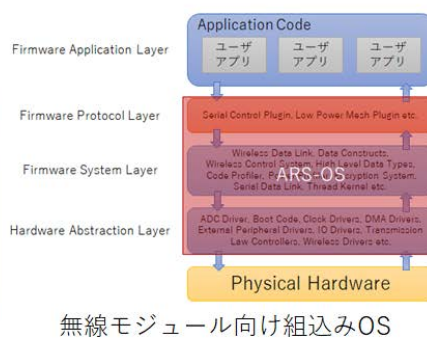 Application Code
Firmware Application Layer
ユーザ
アプリ
ユーザ
アプリ
ユーザ
アプリ
Firmware Protocol Layer
Serial Control Plugin, Low Power Mesh Plugin etc.
Firmware System Layer
Wireless Data Link, Data Constructs,
Wireless Control System, High Level Data Types,
Code Profiler, ryption System,
Serial Data Link, Thread Kernel etc.
ARS-OS
Hardware Abstraction Layer
ADC Driver, Boot Code, Clock Drivers, DMA Drivers,
External Peripheral Drivers, IO Drivers, Transmission
Law Controllers, Wireless Drivers etc.
Physical Hardware
無線モジュール向け組込みOS